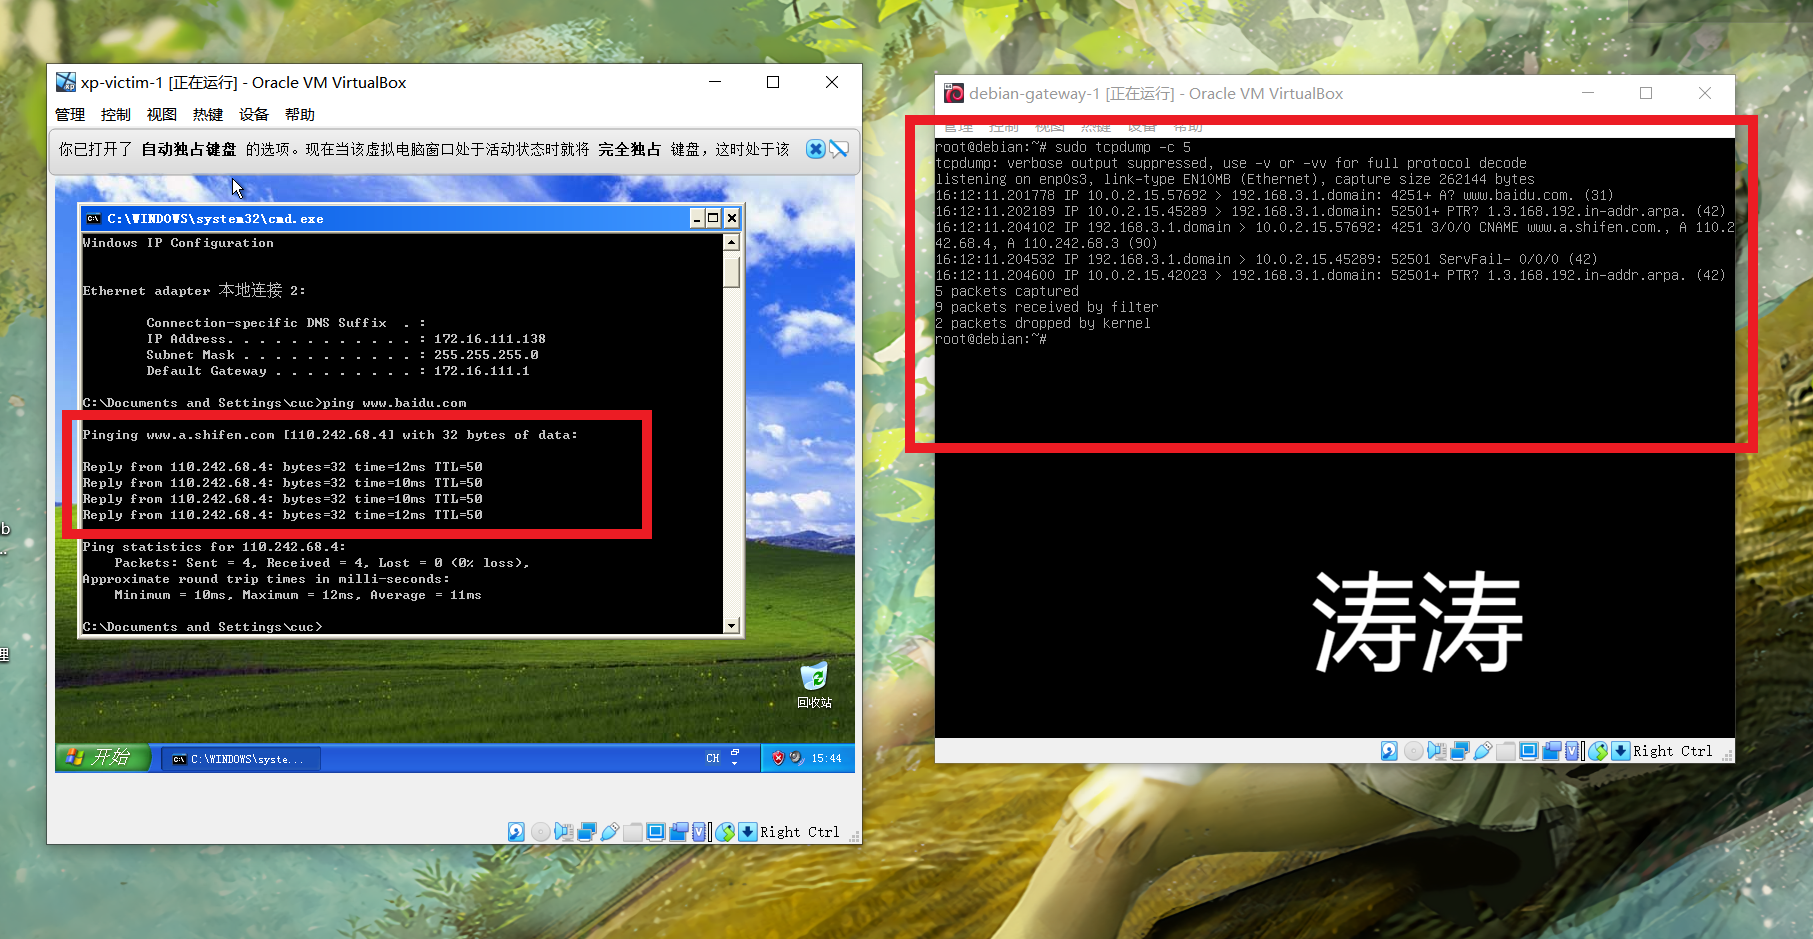 xp-victim-1 [正在运行] - Oracle VM VirtualBox
管理 控制 视图 热键 设备 帮助
你已打开了 自动独占键盘 的选项。现在当该虚拟电脑窗口处于活动状态时就将 完全独占 键盘，这时处于该
C:\WINDOWS\system32\cmd.exe
Windows IP Configuration
Ethernet adapter 本地连接 2:
Connection-specific DNS Suffix  . :
IP Address. . . . . . . . . . . . : 172.16.111.138
Subnet Mask . . . . . . . . . . . : 255.255.255.0
Default Gateway . . . . . . . . . : 172.16.111.1
C:\Documents and Settings\cuc>ping www.baidu.com
Pinging www.a.shifen.com [110.242.68.4] with 32 bytes of data:
Reply from 110.242.68.4: bytes=32 time=12ms TTL=50
Reply from 110.242.68.4: bytes=32 time=10ms TTL=50
Reply from 110.242.68.4: bytes=32 time=10ms TTL=50
Reply from 110.242.68.4: bytes=32 time=12ms TTL=50
Ping statistics for 110.242.68.4:
Packets: Sent = 4, Received = 4, Lost = 0 (0% loss),
Approximate round trip times in milli-seconds:
Minimum = 10ms, Maximum = 12ms, Average = 11ms
C:\Documents and Settings\cuc>
回收站
开始
C:\WINDOWS\syste...
CH
15:44
Right Ctrl
b
..
理
debian-gateway-1 [正在运行] - Oracle VM VirtualBox
管理 控制 视图 热键 设备 帮助
root@debian:~# sudo tcpdump -c 5
tcpdump: verbose output suppressed, use -v or -vv for full protocol decode
listening on enp0s3, link-type EN10MB (Ethernet), capture size 262144 bytes
16:12:11.201778 IP 10.0.2.15.57692 > 192.168.3.1.domain: 4251+ A? www.baidu.com. (31)
16:12:11.202189 IP 10.0.2.15.45289 > 192.168.3.1.domain: 52501+ PTR? 1.3.168.192.in-addr.arpa. (42)
16:12:11.204102 IP 192.168.3.1.domain > 10.0.2.15.57692: 4251 3/0/0 CNAME www.a.shifen.com., A 110.2
42.68.4, A 110.242.68.3 (90)
16:12:11.204532 IP 192.168.3.1.domain > 10.0.2.15.45289: 52501 ServFail- 0/0/0 (42)
16:12:11.204600 IP 10.0.2.15.42023 > 192.168.3.1.domain: 52501+ PTR? 1.3.168.192.in-addr.arpa. (42)
5 packets captured
9 packets received by filter
2 packets dropped by kernel
root@debian:~#
涛涛
Right Ctrl